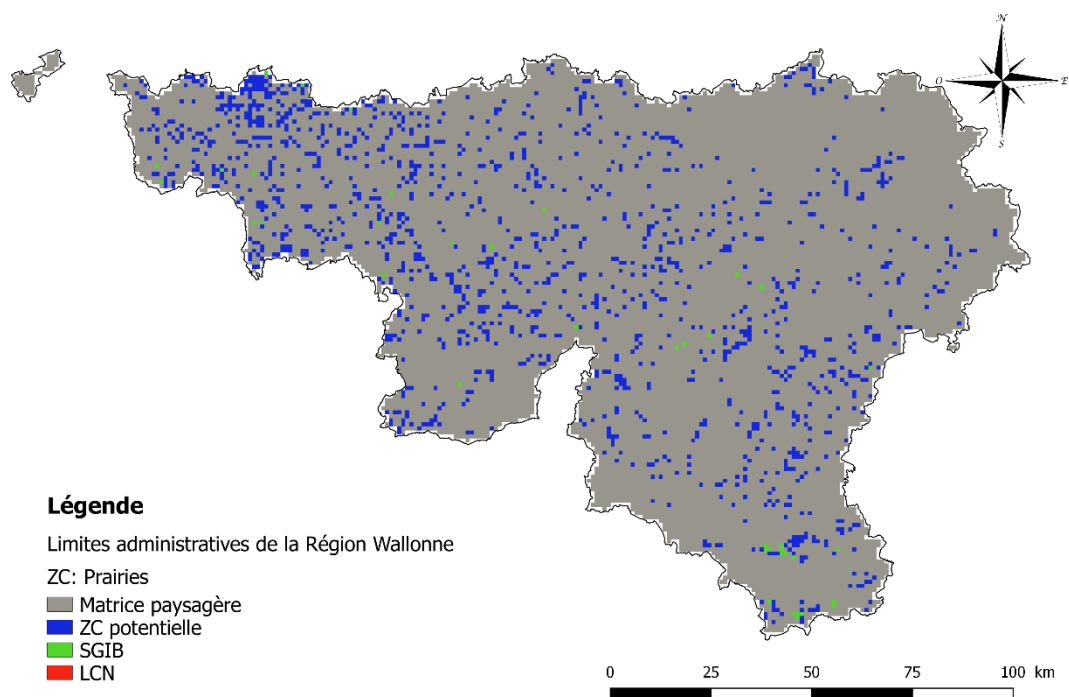 N
O
E
S
Légende
Limites administratives de la Région Wallonne
ZC: Prairies
Matrice paysagère
ZC potentielle
SGIB
LCN
0 25 50 75 100 km